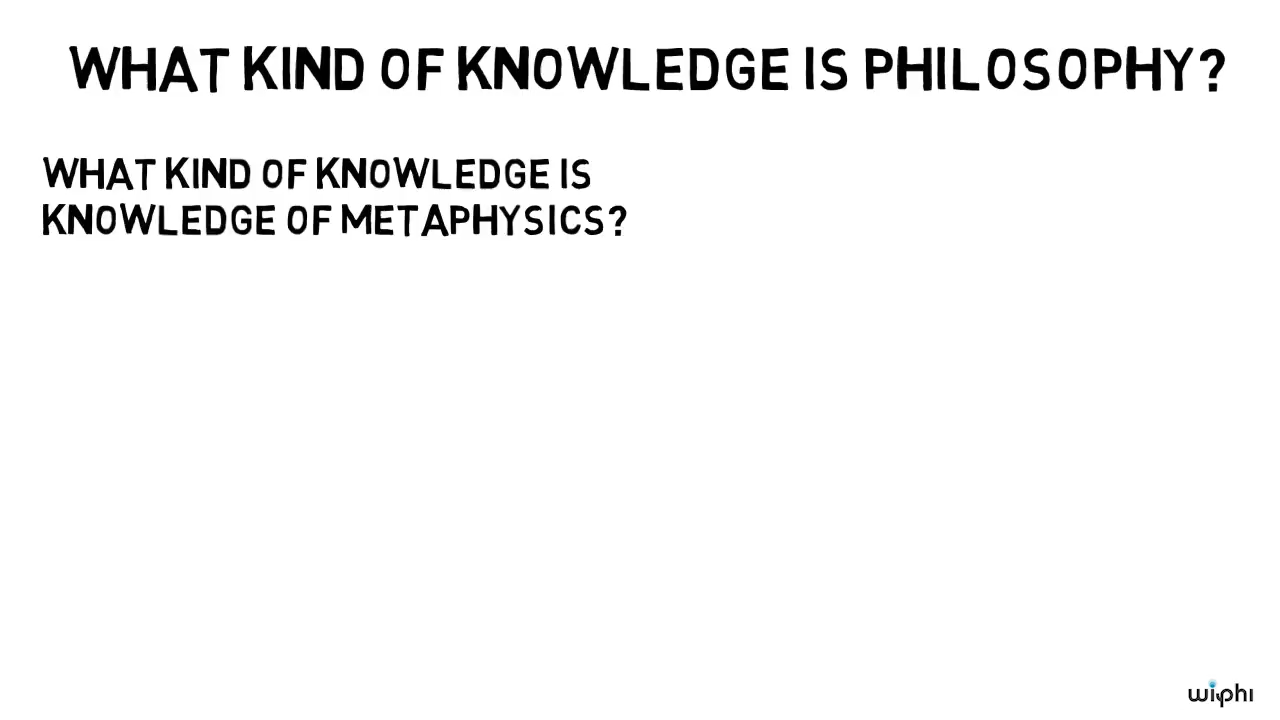 WHAT KIND OF KNOWLEDGE IS PHILOSOPHY?
WHAT KIND OF KNOWLEDGE IS
KNOWLEDGE OF METAPHYSICS?
wiphi